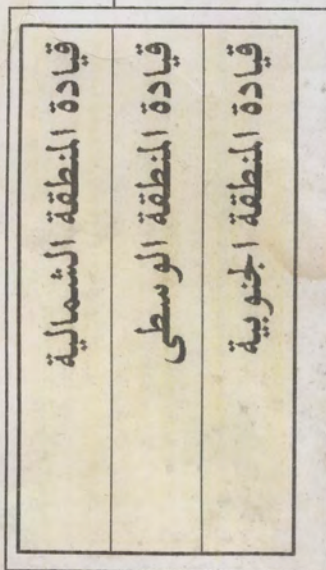 قيادة المنطقة الشمالية
قيادة المنطقة الوسطى
قيادة المنطقة الجنوبية